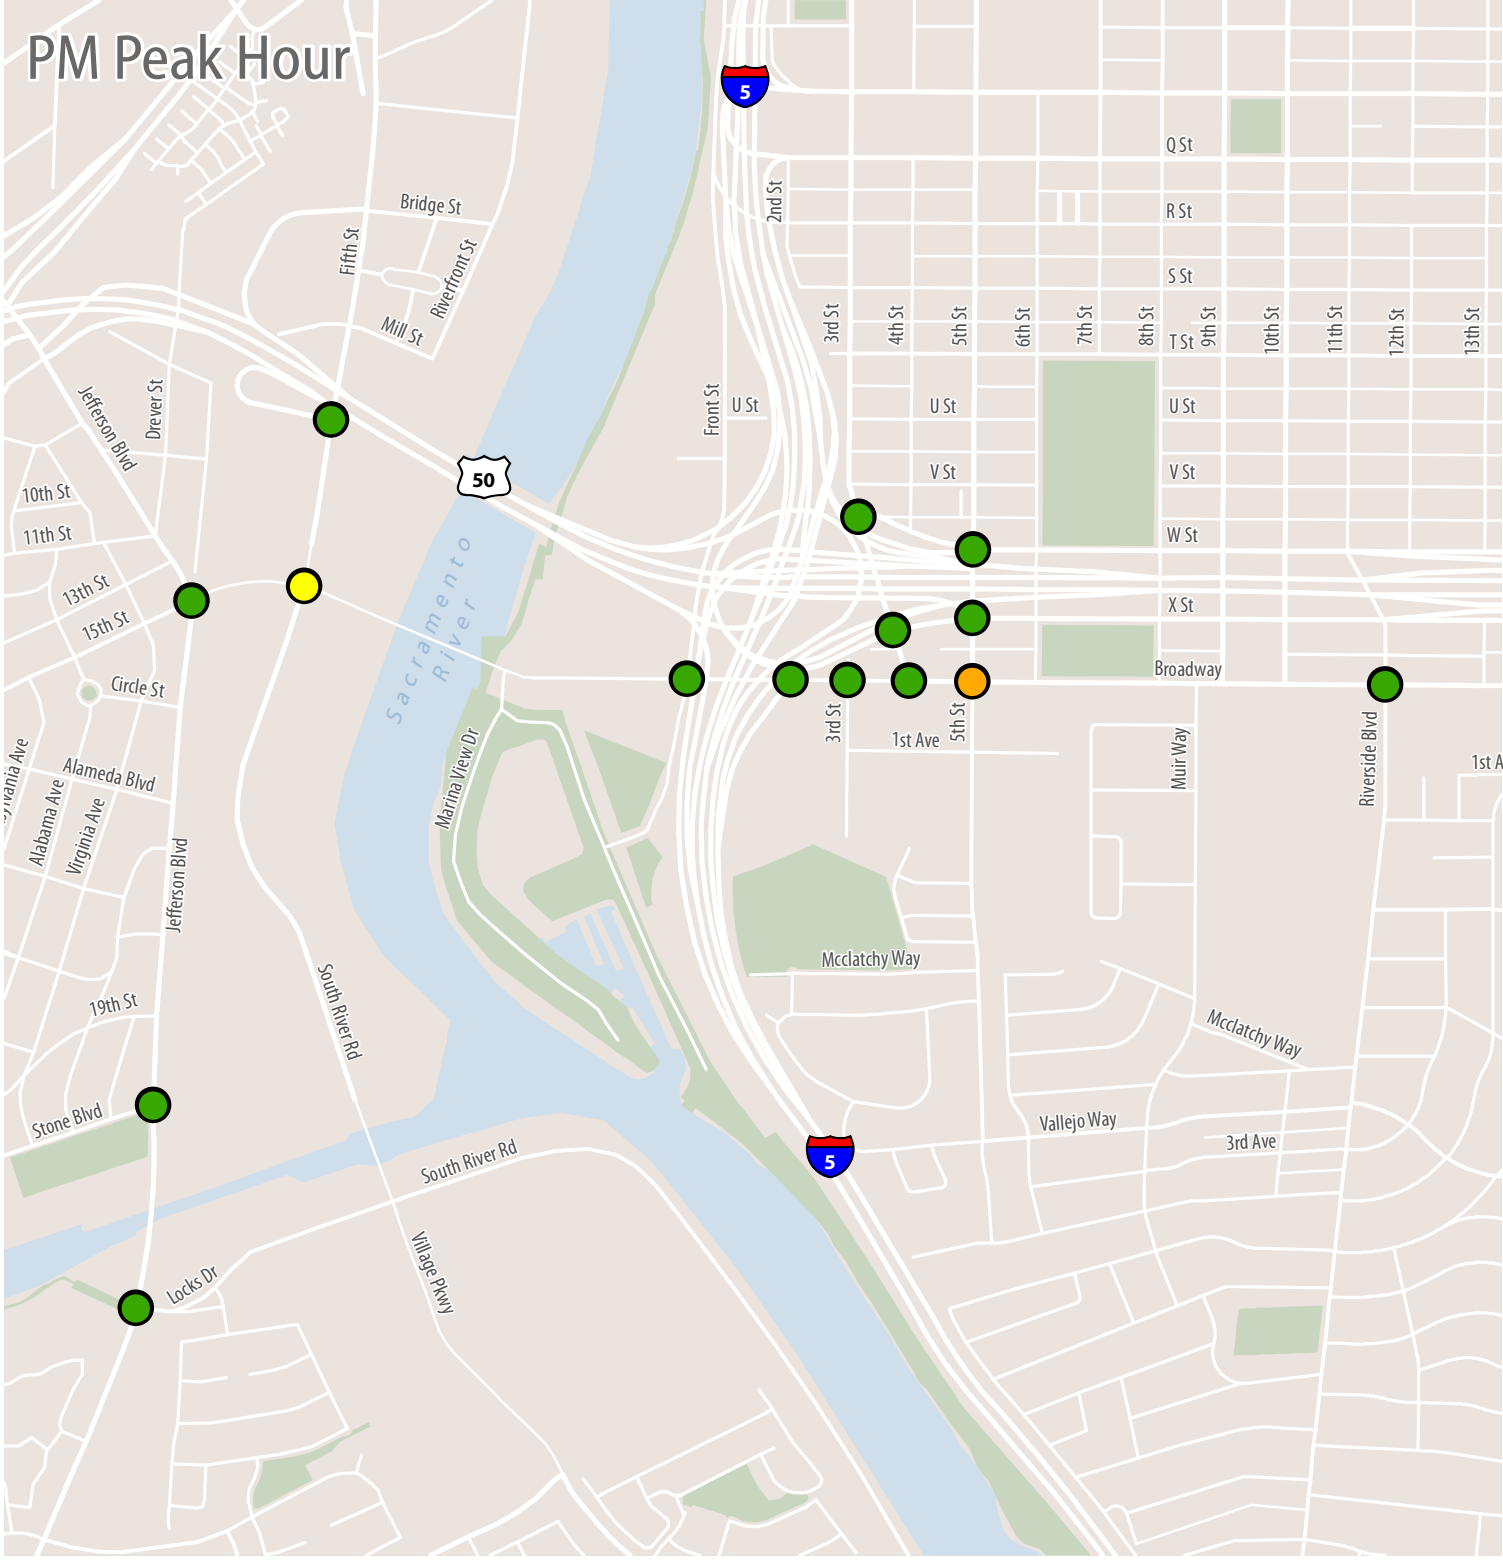 PM Peak Hour
5
Q St
2nd St
R St
Bridge St
Fifth St
Riverfront St
S St
Mill St
3rd St
4th St
5th St
6th St
7th St
8th St
9th St
10th St
11th St
12th St
13th St
T St
Jefferson Blvd
Drever St
Front St
U St
U St
U St
V St
V St
50
10th St
11th St
W St
13th St
15th St
Sacramento
River
X St
Broadway
Circle St
3rd St
5th St
1st Ave
Muir Way
Riverside Blvd
Marina View Dr
Alameda Blvd
Alabama Ave
Virginia Ave
Jefferson Blvd
Mcclatchy Way
19th St
South River Rd
Mcclatchy Way
Stone Blvd
Vallejo Way
3rd Ave
5
South River Rd
Locks Dr
Village Pkwy